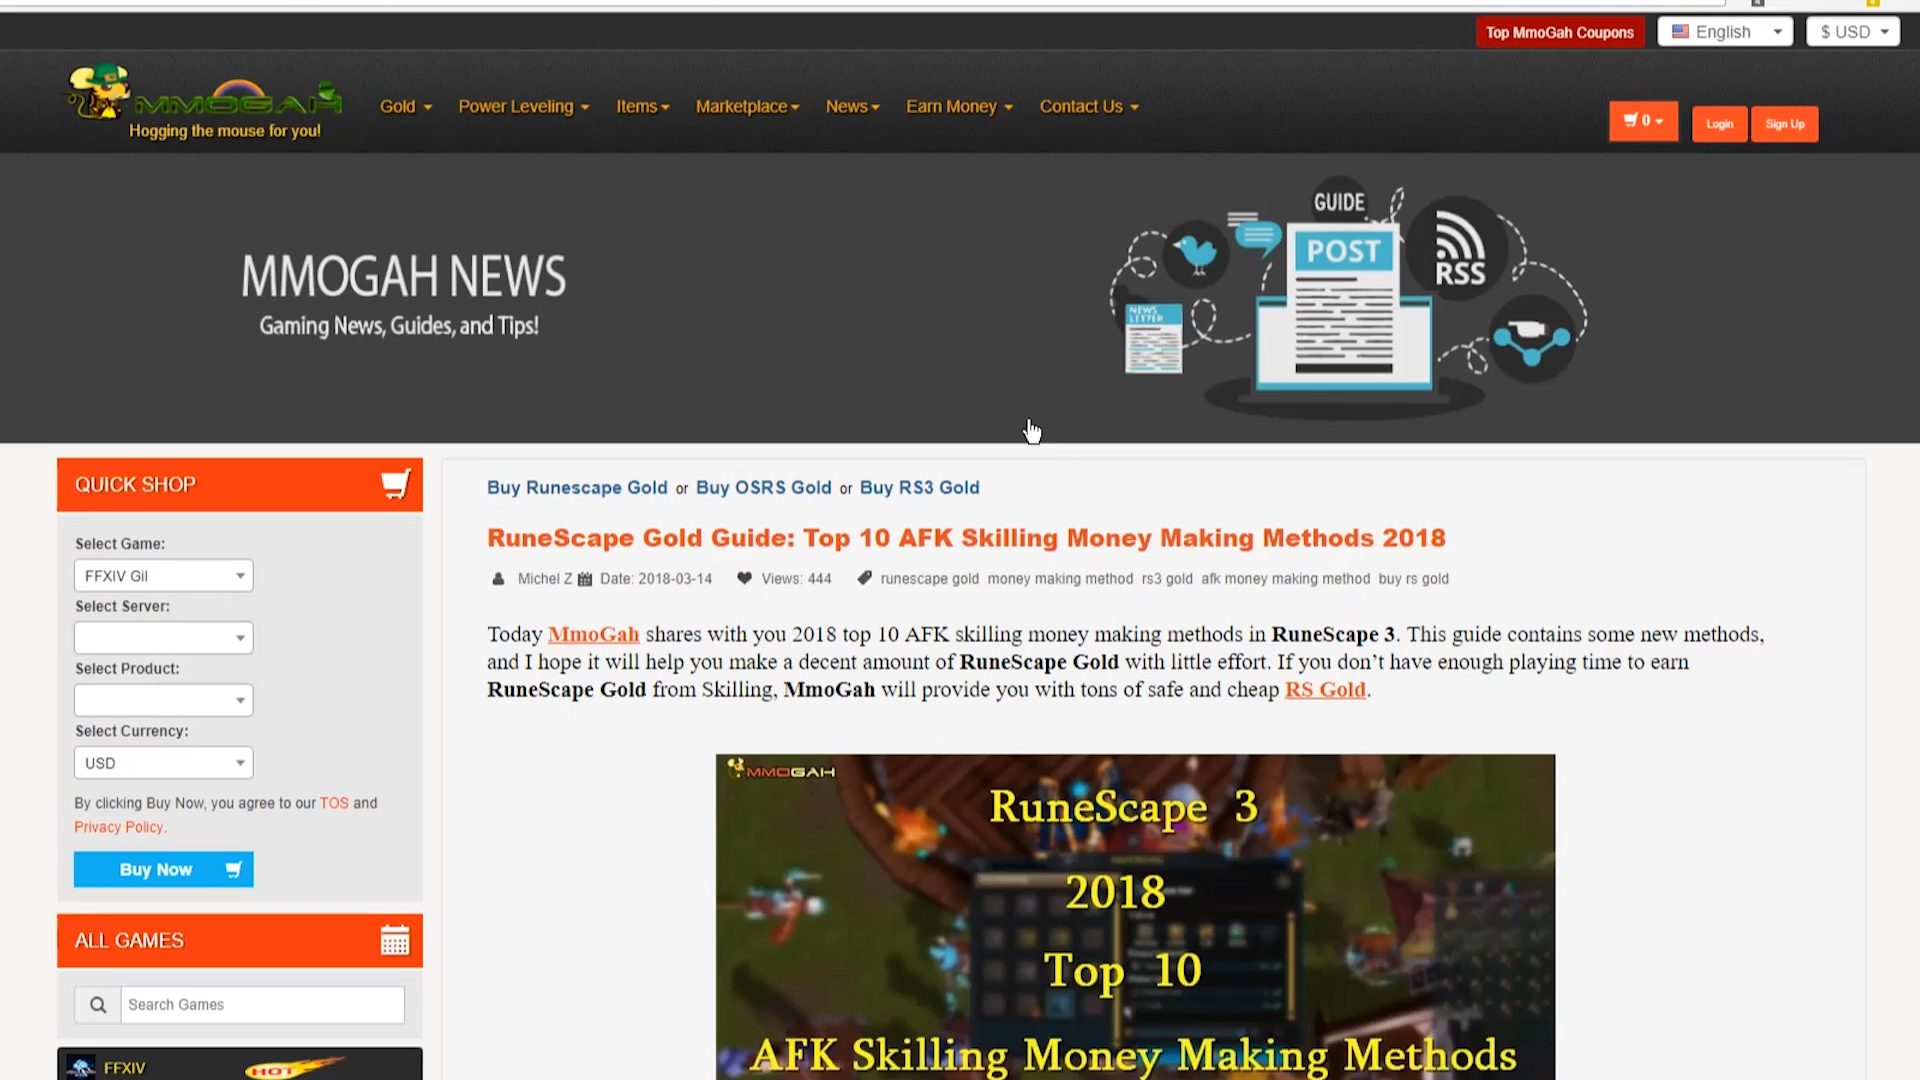 Top MmoGah Coupons English $ USD
MMOGAH
Hogging the mouse for you!
Gold Power Leveling Items Marketplace News Earn Money Contact Us
0 Login Sign Up
MMOGAH NEWS
Gaming News, Guides, and Tips!
GUIDE
POST
RSS
NEWS
LETTER
QUICK SHOP
Select Game:
FFXIV Gil
Select Server:
Select Product:
Select Currency:
USD
By clicking Buy Now, you agree to our TOS and
Privacy Policy.
Buy Now
ALL GAMES
Search Games
FFXIV HOT
Buy Runescape Gold or Buy OSRS Gold or Buy RS3 Gold
RuneScape Gold Guide: Top 10 AFK Skilling Money Making Methods 2018
Michel Z Date: 2018-03-14 Views: 444 runescape gold money making method rs3 gold afk money making method buy rs gold
Today MmoGah shares with you 2018 top 10 AFK skilling money making methods in RuneScape 3. This guide contains some new methods,
and I hope it will help you make a decent amount of RuneScape Gold with little effort. If you don’t have enough playing time to earn
RuneScape Gold from Skilling, MmoGah will provide you with tons of safe and cheap RS Gold.
MMOGAH
RuneScape 3
2018
Top 10
AFK Skilling Money Making Methods